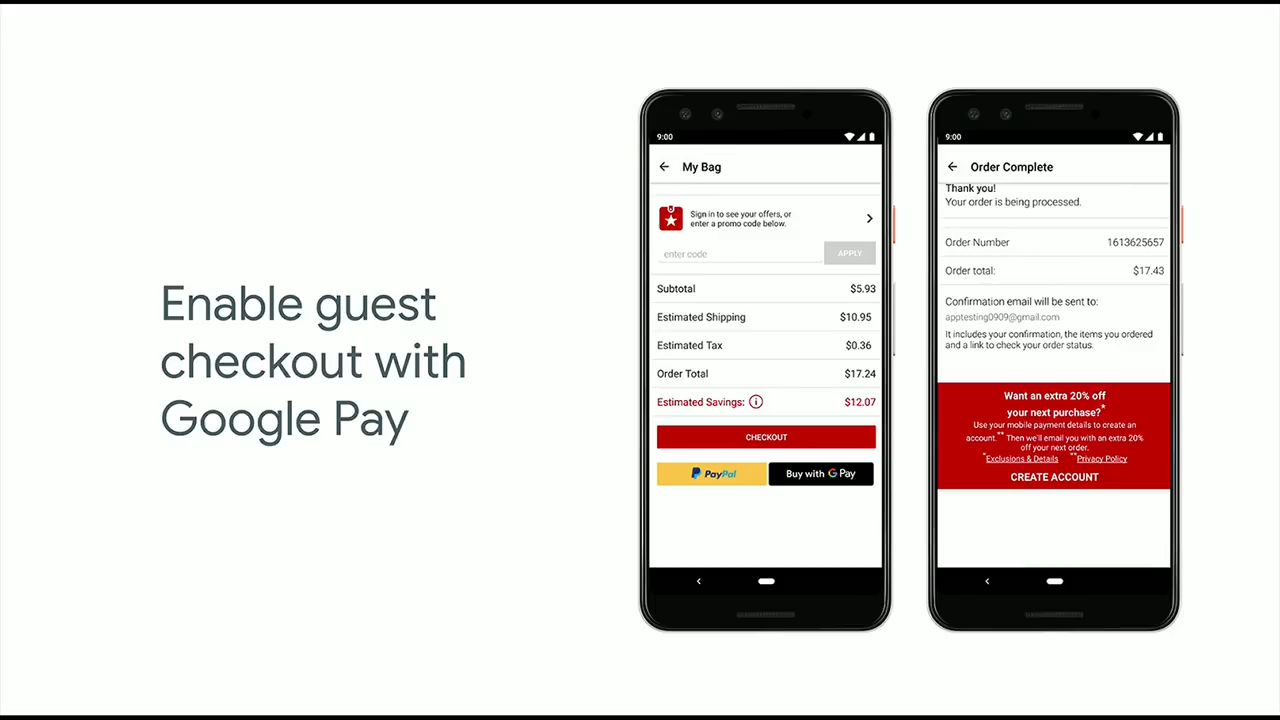 Enable guest
checkout with
Google Pay
9:00
My Bag
Sign in to see your offers, or
enter a promo code below.
enter code
APPLY
Subtotal $5.93
Estimated Shipping $10.95
Estimated Tax $0.36
Order Total $17.24
Estimated Savings: $12.07
CHECKOUT
PayPal
Buy with G Pay
9:00
Order Complete
Thank you!
Your order is being processed.
Order Number 1613625657
Order total: $17.43
Confirmation email will be sent to:
apptesting0909@gmail.com
It includes your confirmation, the items you ordered
and a link to check your order status.
Want an extra 20% off
your next purchase?*
Use your mobile payment details to create an
account.** Then we'll email you with an extra 20%
off your next order.
*Exclusions & Details **Privacy Policy
CREATE ACCOUNT